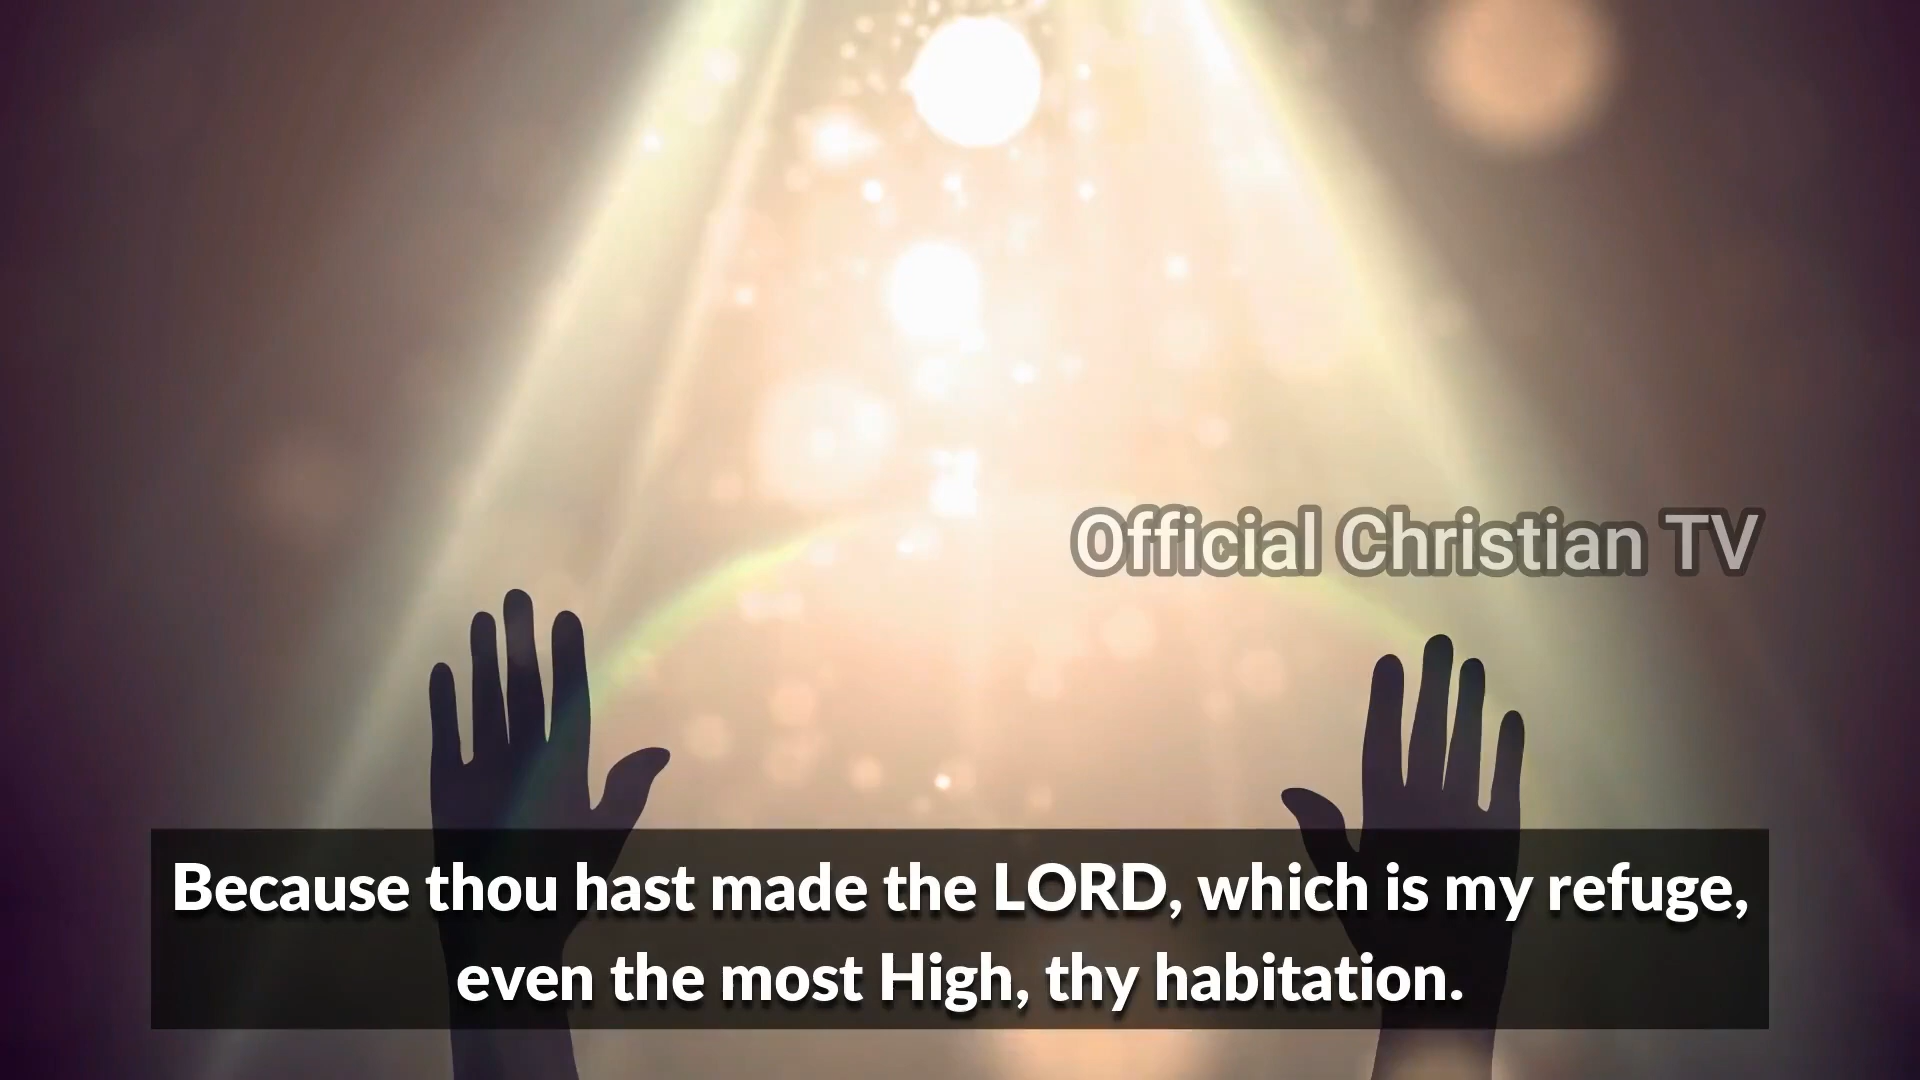 Official Christian TV
Because thou hast made the LORD, which is my refuge,
even the most High, thy habitation.